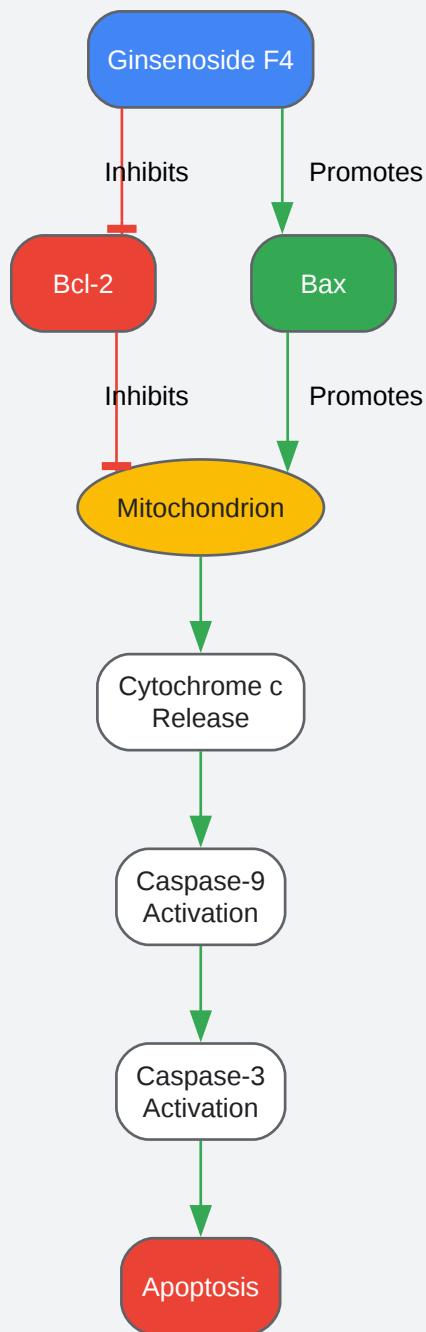 Ginsenoside F4
Inhibits
Promotes
Bcl-2
Bax
Inhibits
Promotes
Mitochondrion
Cytochrome c
Release
Caspase-9
Activation
Caspase-3
Activation
Apoptosis